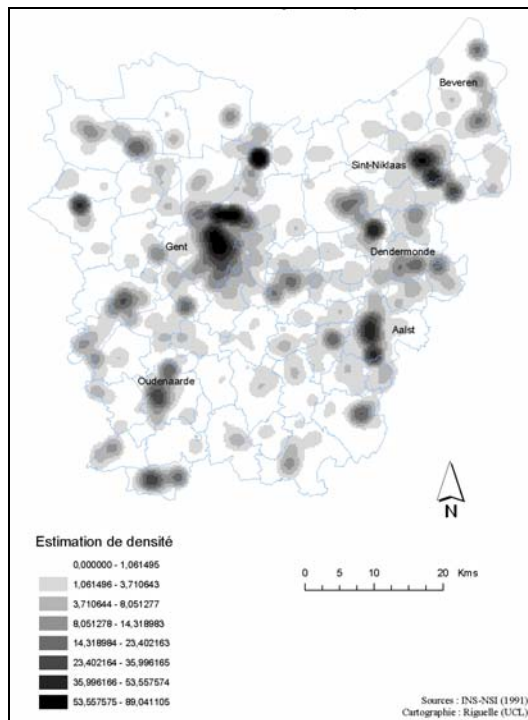 Beveren
Sint-Niklaas
Gent
Dendermonde
Aalst
Oudenaarde
N
Estimation de densité
0,000000 - 1,061495
1,061496 - 3,710643
3,710644 - 8,051277
8,051278 - 14,318983
14,318984 - 23,402163
23,402164 - 35,996165
35,996166 - 53,557574
53,557575 - 89,041105
0 5 10 20 Kms
Sources : INS-NSI (1991)
Cartographie : Riguelle (UCL)